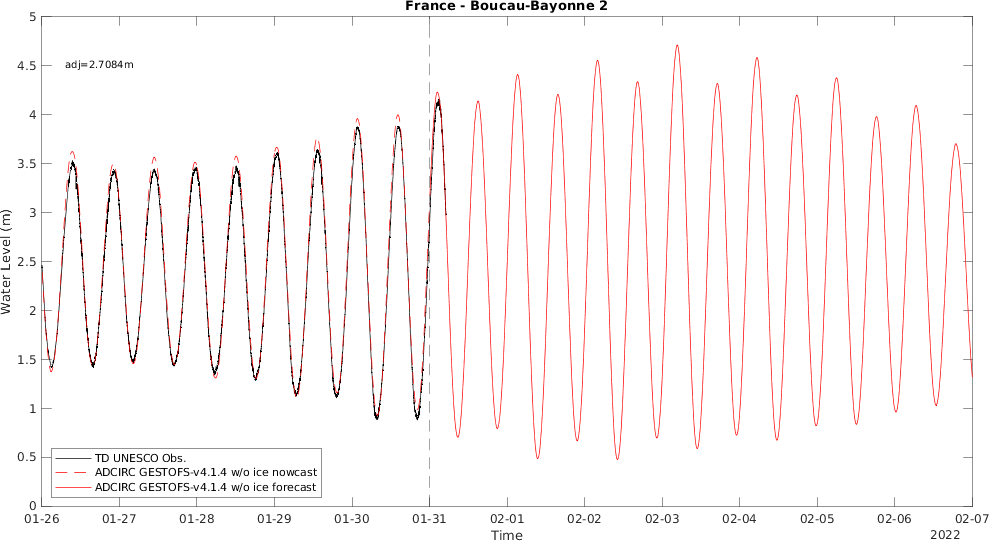 France - Boucau-Bayonne 2
adj=2.7084m
5
4.5
4
3.5
3
2.5
2
1.5
1
0.5
0
Water Level (m)
TD UNESCO Obs.
ADCIRC GESTOFS-v4.1.4 w/o ice nowcast
ADCIRC GESTOFS-v4.1.4 w/o ice forecast
01-26 01-27 01-28 01-29 01-30 01-31 02-01 02-02 02-03 02-04 02-05 02-06 02-07
Time
2022